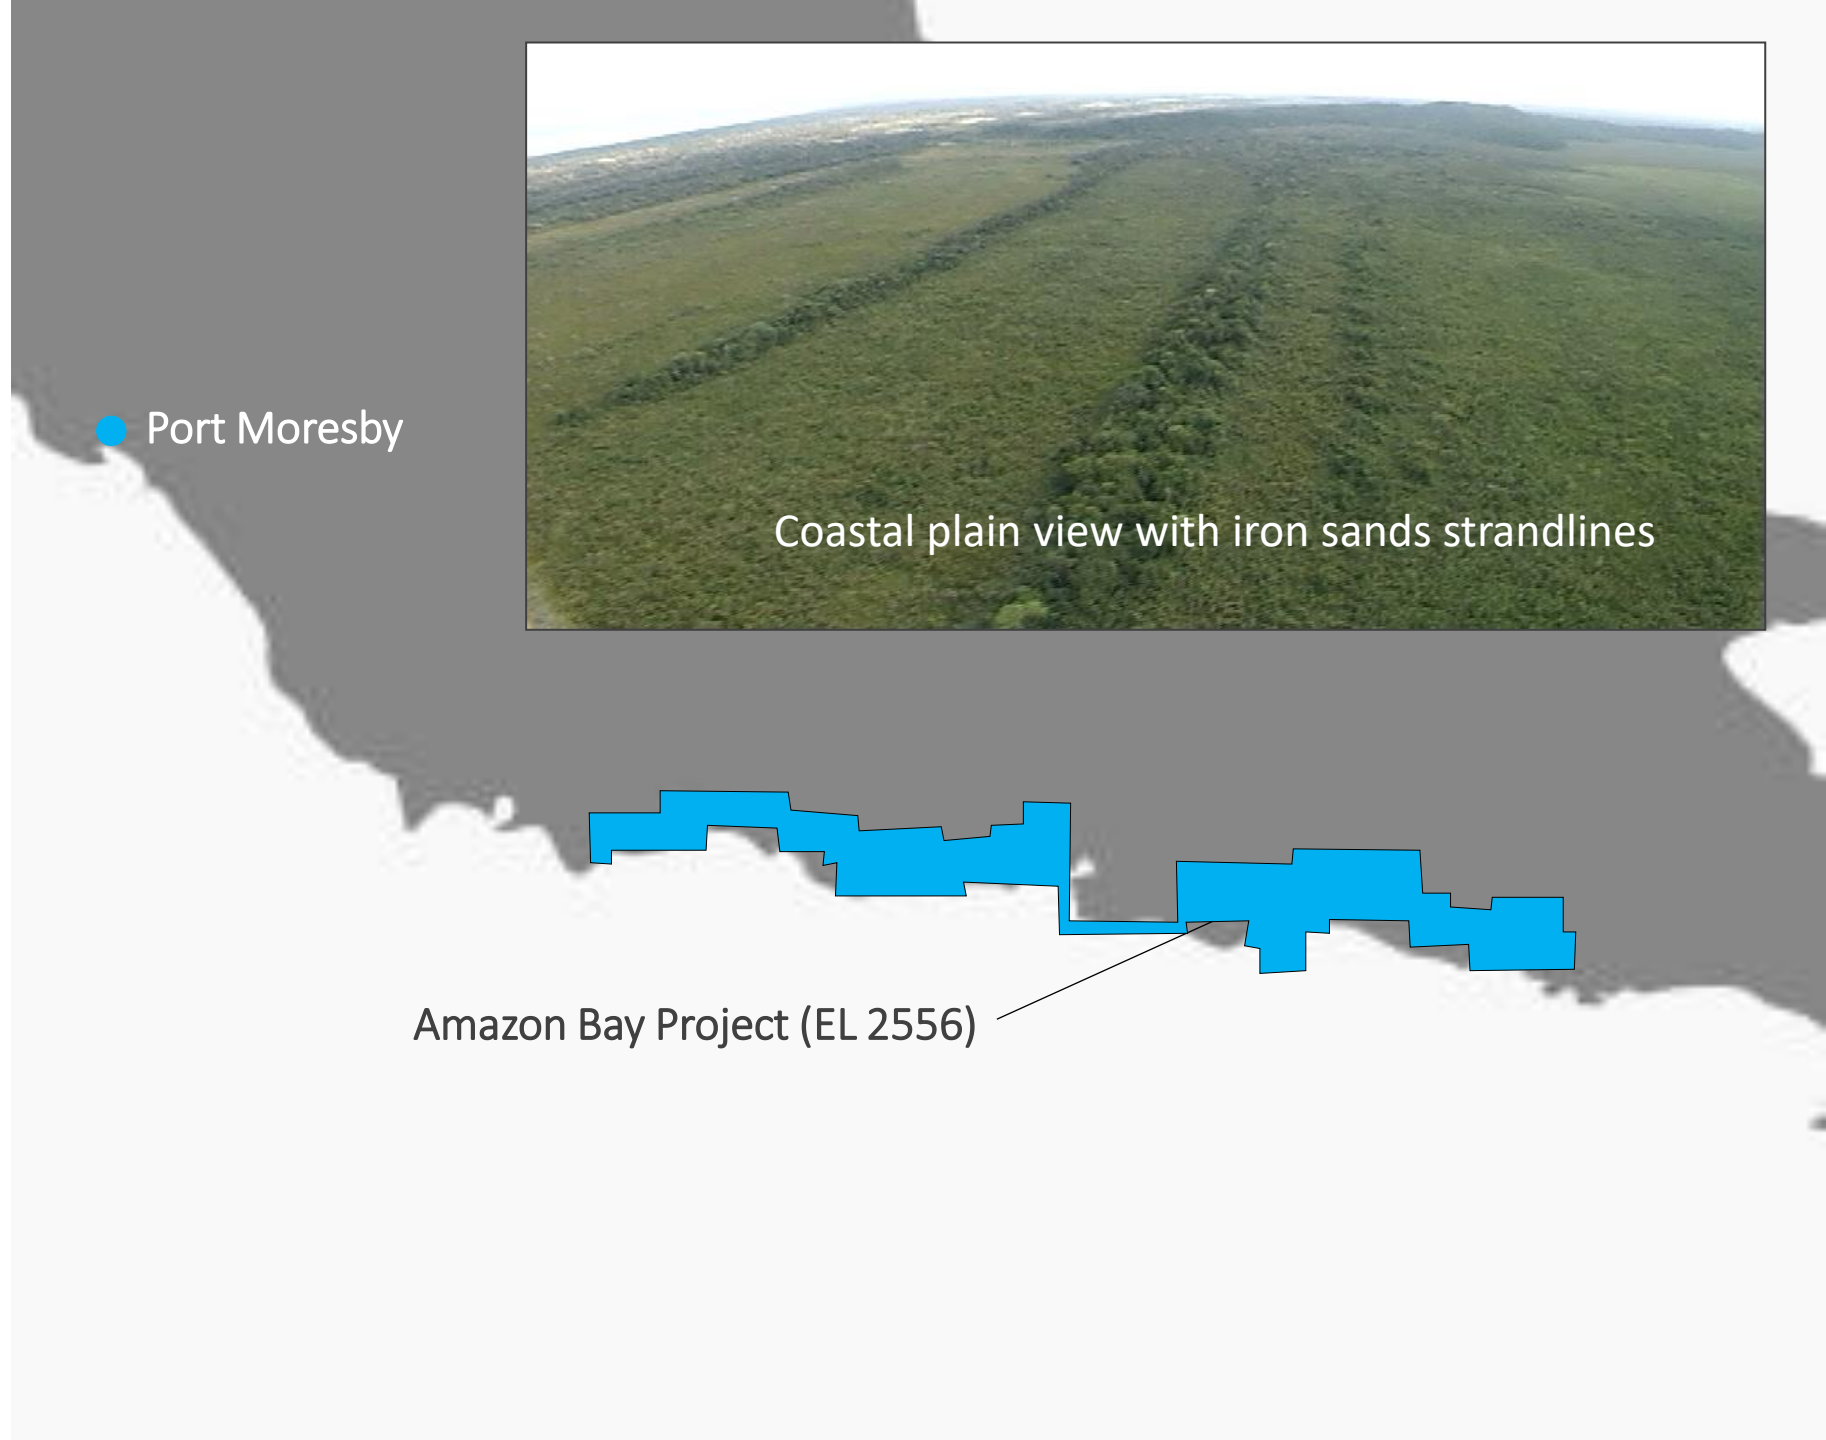 Port Moresby
Coastal plain view with iron sands strandlines
Amazon Bay Project (EL 2556)